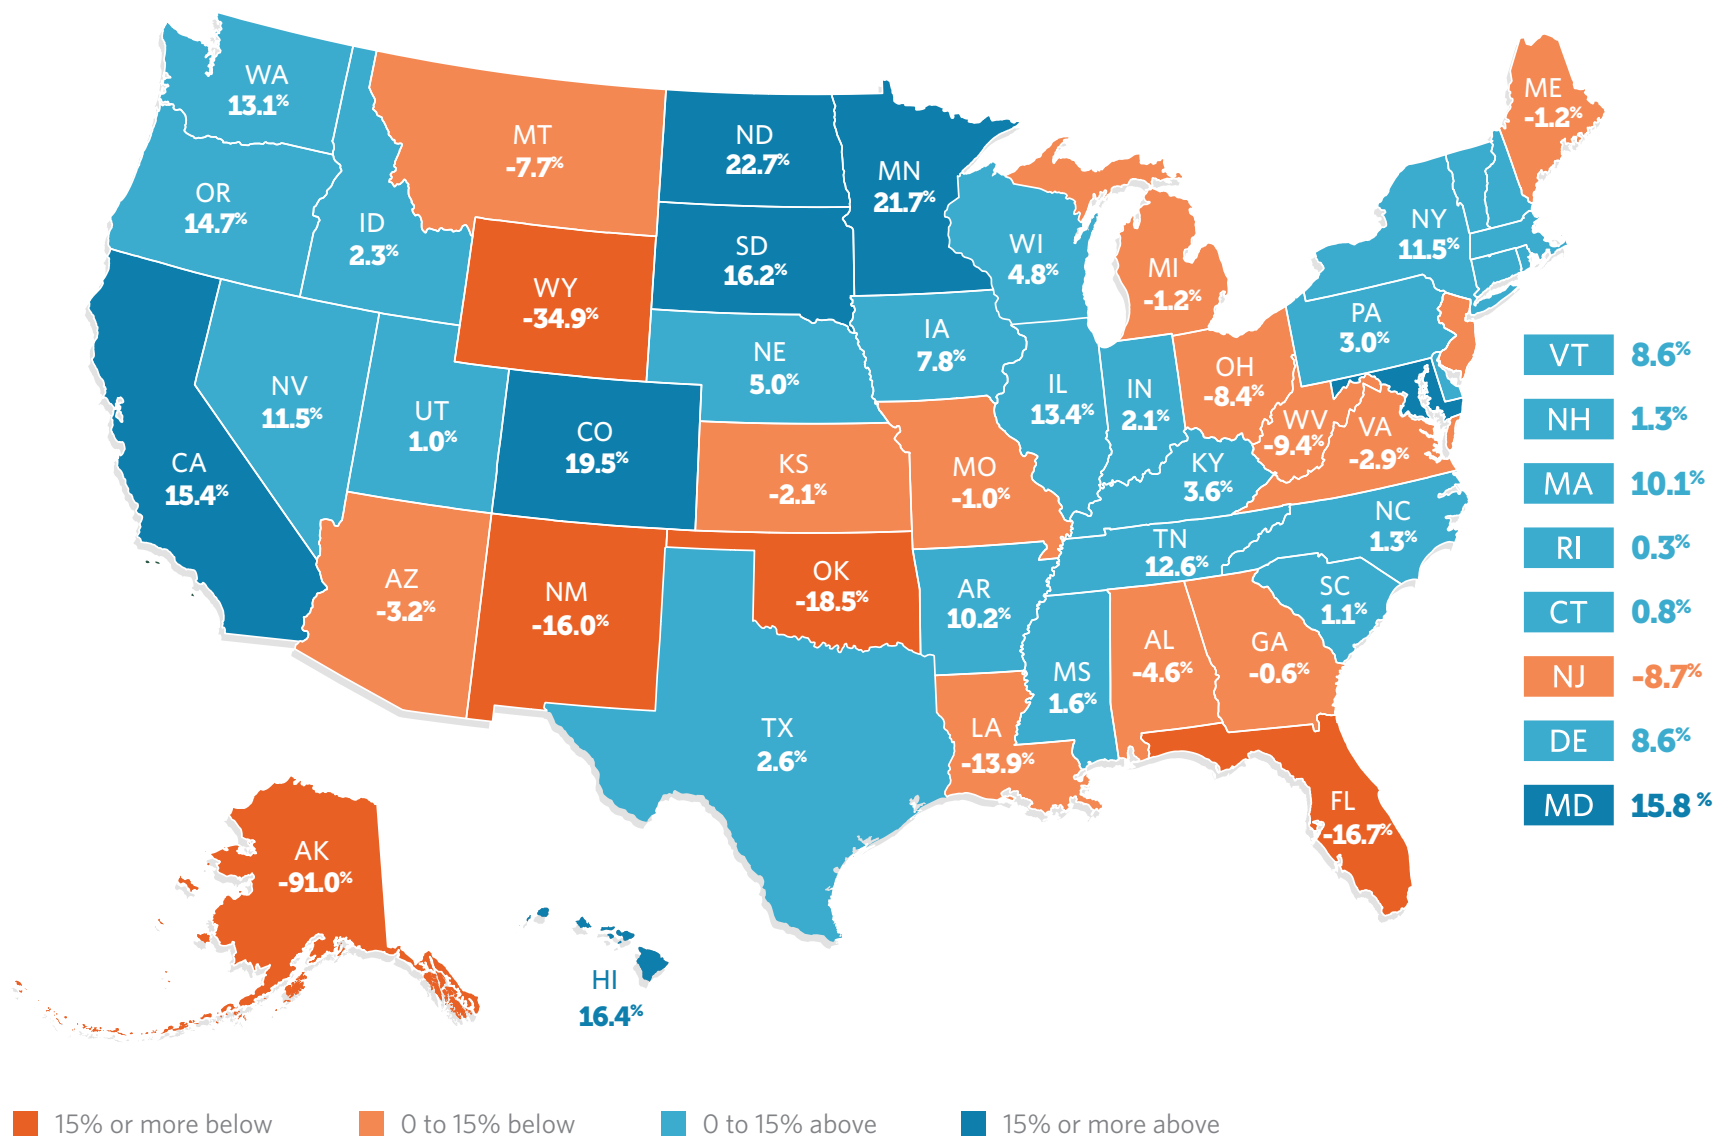 WA
13.1%
OR
14.7%
CA
15.4%
ID
2.3%
NV
11.5%
UT
1.0%
AZ
-3.2%
MT
-7.7%
WY
-34.9%
CO
19.5%
NM
-16.0%
ND
22.7%
SD
16.2%
NE
5.0%
KS
-2.1%
OK
-18.5%
TX
2.6%
MN
21.7%
IA
7.8%
MO
-1.0%
AR
10.2%
LA
-13.9%
WI
4.8%
IL
13.4%
MS
1.6%
MI
-1.2%
IN
2.1%
KY
3.6%
TN
12.6%
AL
-4.6%
OH
-8.4%
WV
-9.4%
VA
-2.9%
NC
1.3%
SC
1.1%
GA
-0.6%
FL
-16.7%
PA
3.0%
NY
11.5%
ME
-1.2%
VT 8.6%
NH 1.3%
MA 10.1%
RI 0.3%
CT 0.8%
NJ -8.7%
DE 8.6%
MD 15.8 %
AK
-91.0%
HI
16.4%
15% or more below 0 to 15% below 0 to 15% above 15% or more above